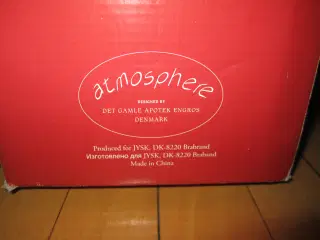 atmosphere
DESIGNED BY
DET GAMLE APOTEK ENGROS
DENMARK
Produced for JYSK, DK-8220 Brabrand
Изготовлено для JYSK, DK-8220 Braband
Made in China